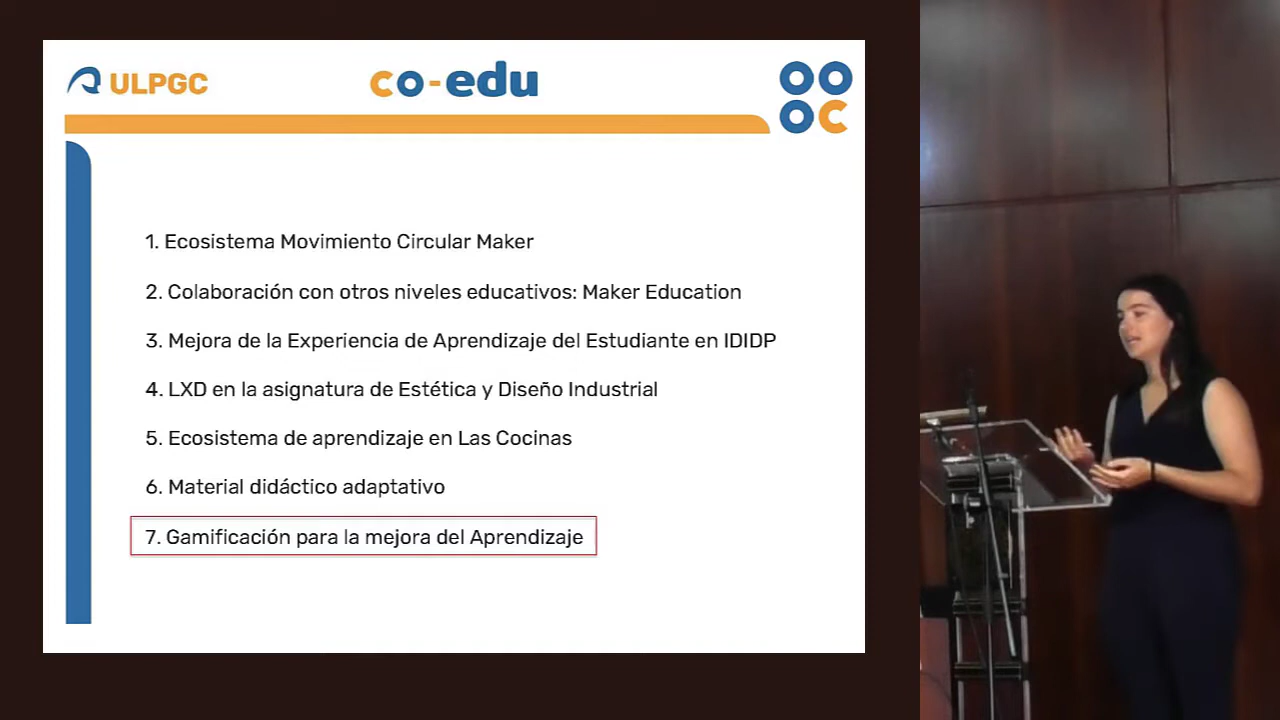 ULPGC
co-edu
OO
OC
1. Ecosistema Movimiento Circular Maker
2. Colaboración con otros niveles educativos: Maker Education
3. Mejora de la Experiencia de Aprendizaje del Estudiante en IDIDP
4. LXD en la asignatura de Estética y Diseño Industrial
5. Ecosistema de aprendizaje en Las Cocinas
6. Material didáctico adaptativo
7. Gamificación para la mejora del Aprendizaje